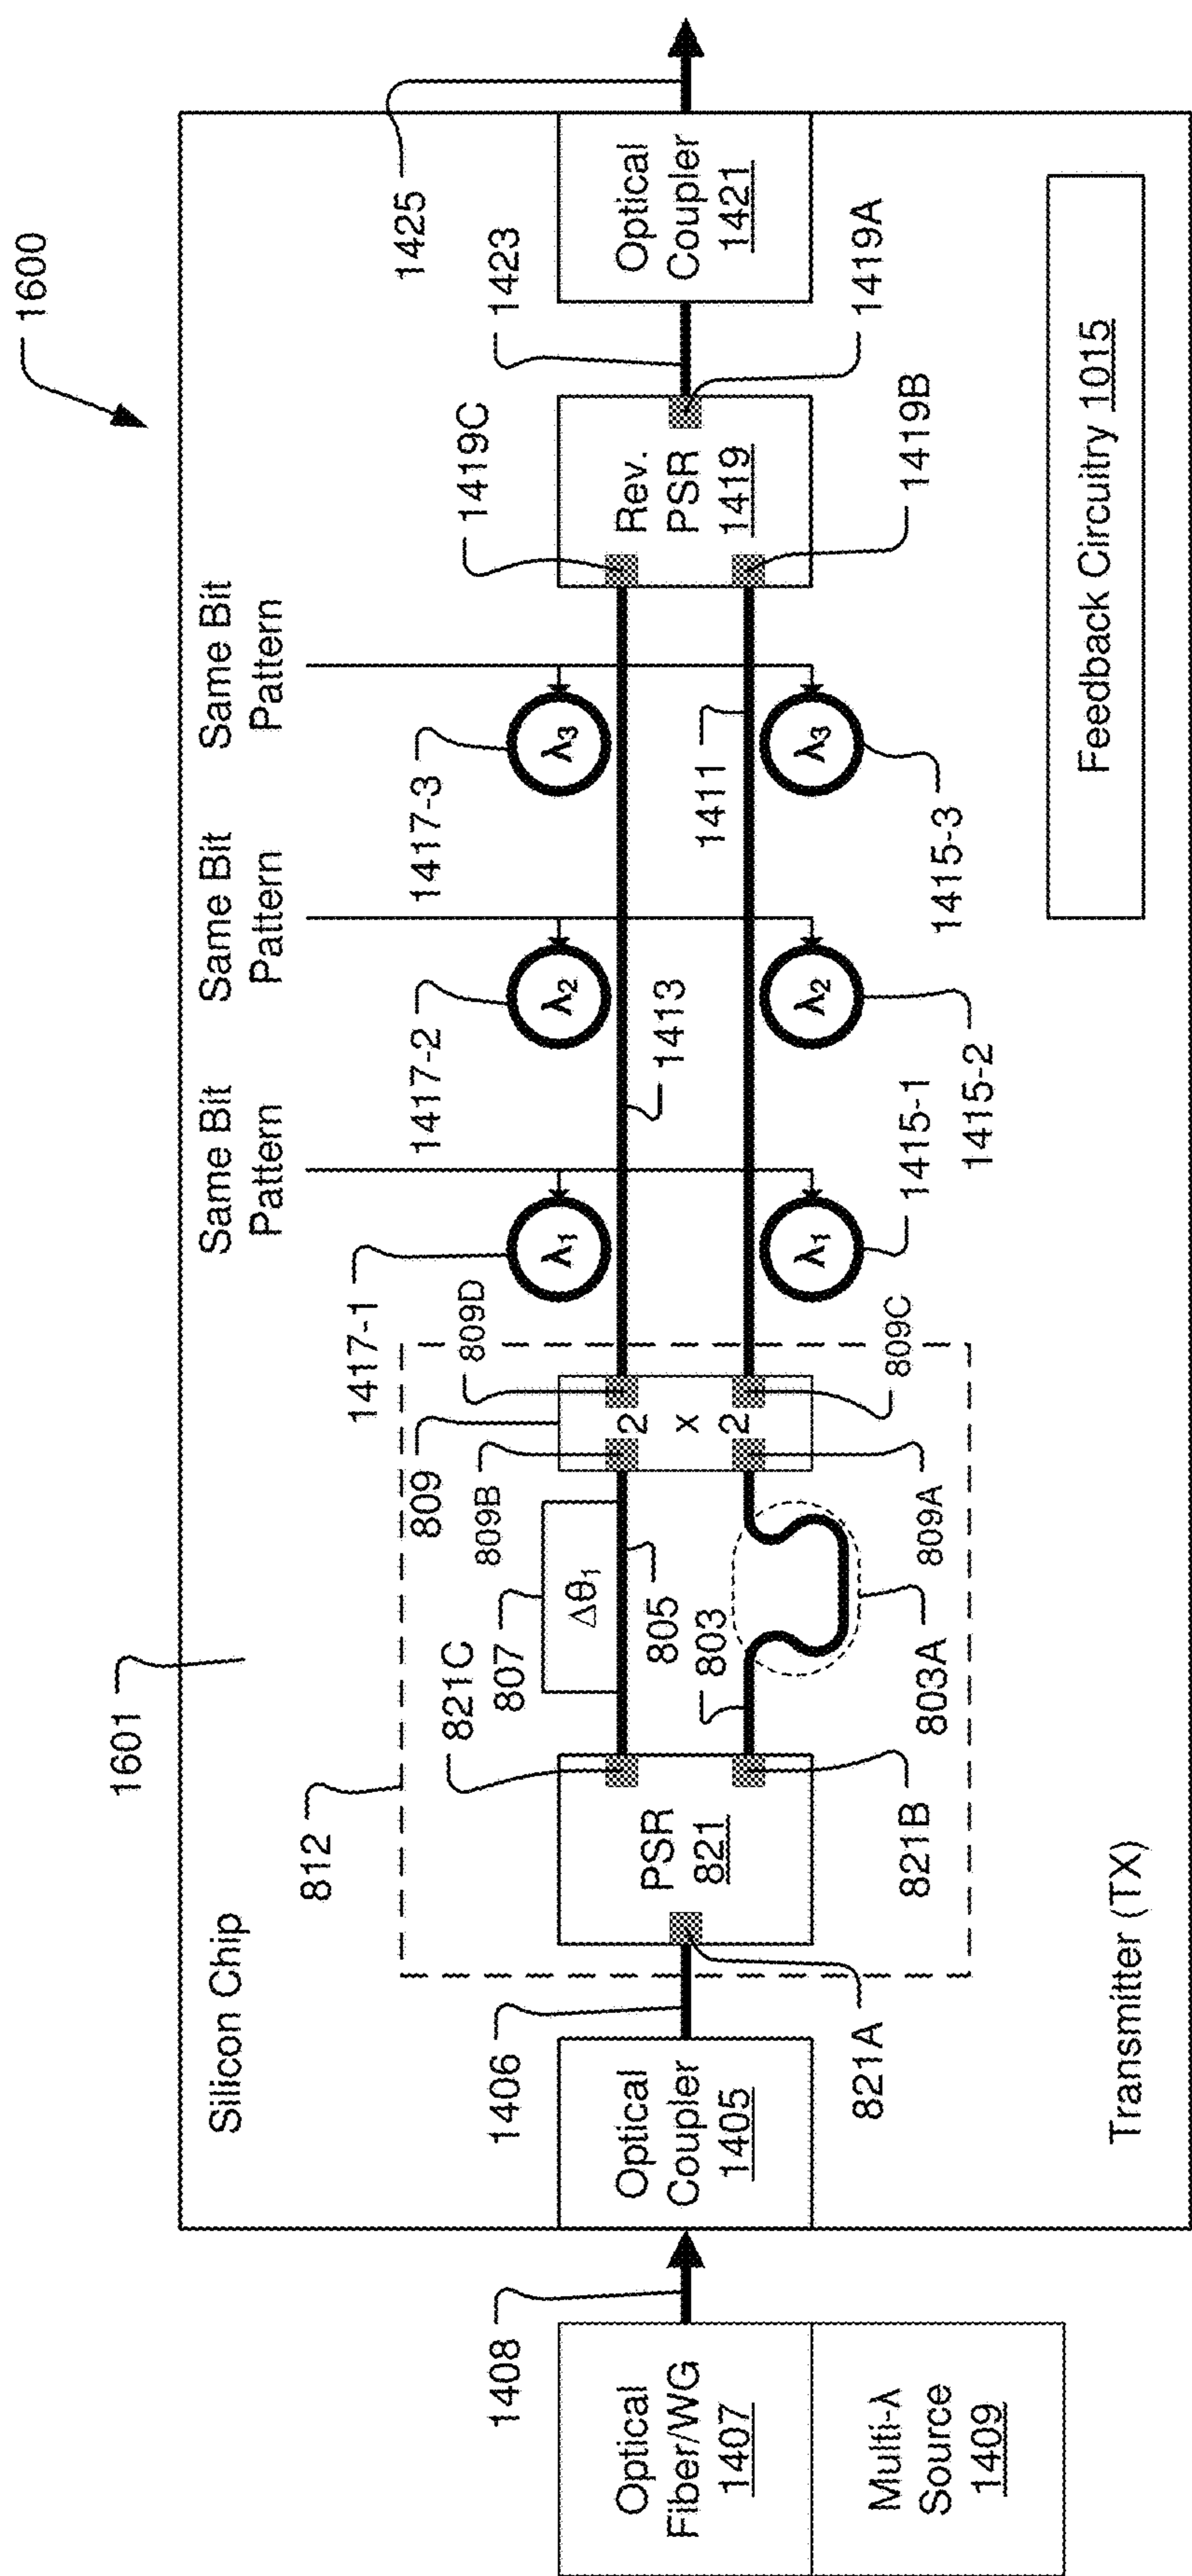 1600
1601
Silicon Chip
812
1425
1423
Same Bit
Pattern
Same Bit
Pattern
Same Bit
Pattern
1417-1
1417-2
1417-3
1419C
821C
807
809
809B
809D
Δθ₁
λ₁
λ₂
λ₃
1408
1406
Optical
Fiber/WG
1407
Optical
Coupler
1405
PSR
821
805
803
2
x
2
1413
1411
Rev.
PSR
1419
Optical
Coupler
1421
1419A
1419B
Multi-λ
Source
1409
821A
821B
803A
809A
809C
λ₁
λ₂
λ₃
1415-1
1415-2
1415-3
Transmitter (TX)
Feedback Circuitry 1015